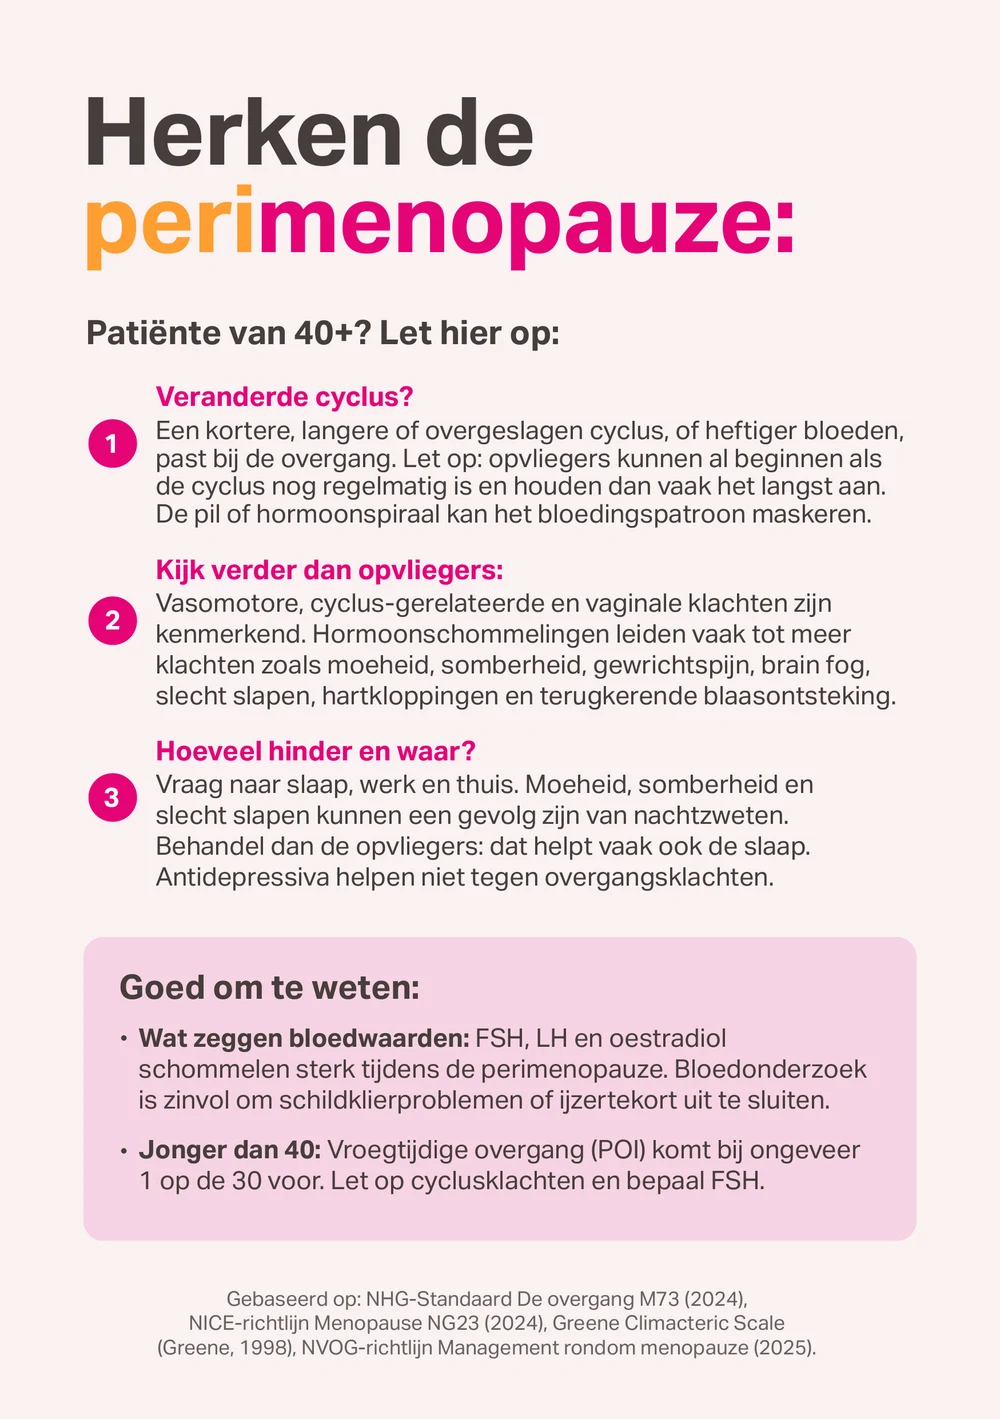 Herken de
perimenopauze:
Patiënte van 40+? Let hier op:
Veranderde cyclus?
1
Een kortere, langere of overgeslagen cyclus, of heftiger bloeden,
past bij de overgang. Let op: opvliegers kunnen al beginnen als
de cyclus nog regelmatig is en houden dan vaak het langst aan.
De pil of hormoonspiraal kan het bloedingspatroon maskeren.
Kijk verder dan opvliegers:
2
Vasomotore, cyclus-gerelateerde en vaginale klachten zijn
kenmerkend. Hormoonschommelingen leiden vaak tot meer
klachten zoals moeheid, somberheid, gewrichtspijn, brain fog,
slecht slapen, hartkloppingen en terugkerende blaasontsteking.
Hoeveel hinder en waar?
3
Vraag naar slaap, werk en thuis. Moeheid, somberheid en
slecht slapen kunnen een gevolg zijn van nachtzweten.
Behandel dan de opvliegers: dat helpt vaak ook de slaap.
Antidepressiva helpen niet tegen overgangsklachten.
Goed om te weten:
• Wat zeggen bloedwaarden: FSH, LH en oestradiol
schommelen sterk tijdens de perimenopauze. Bloedonderzoek
is zinvol om schildklierproblemen of ijzertekort uit te sluiten.
• Jonger dan 40: Vroegtijdige overgang (POI) komt bij ongeveer
1 op de 30 voor. Let op cyclusklachten en bepaal FSH.
Gebaseerd op: NHG-Standaard De overgang M73 (2024),
NICE-richtlijn Menopause NG23 (2024), Greene Climacteric Scale
(Greene, 1998), NVOG-richtlijn Management rondom menopauze (2025).